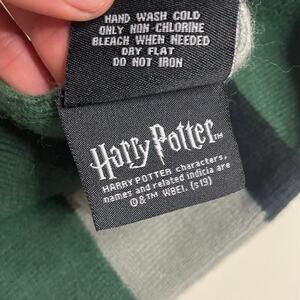 HAND WASH COLD
ONLY NON-CHLORINE
BLEACH WHEN NEEDED
DRY FLAT
DO NOT IRON
Harry Potter™
HARRY POTTER characters,
names and related indicia are
©&™ WBEI. (s19)